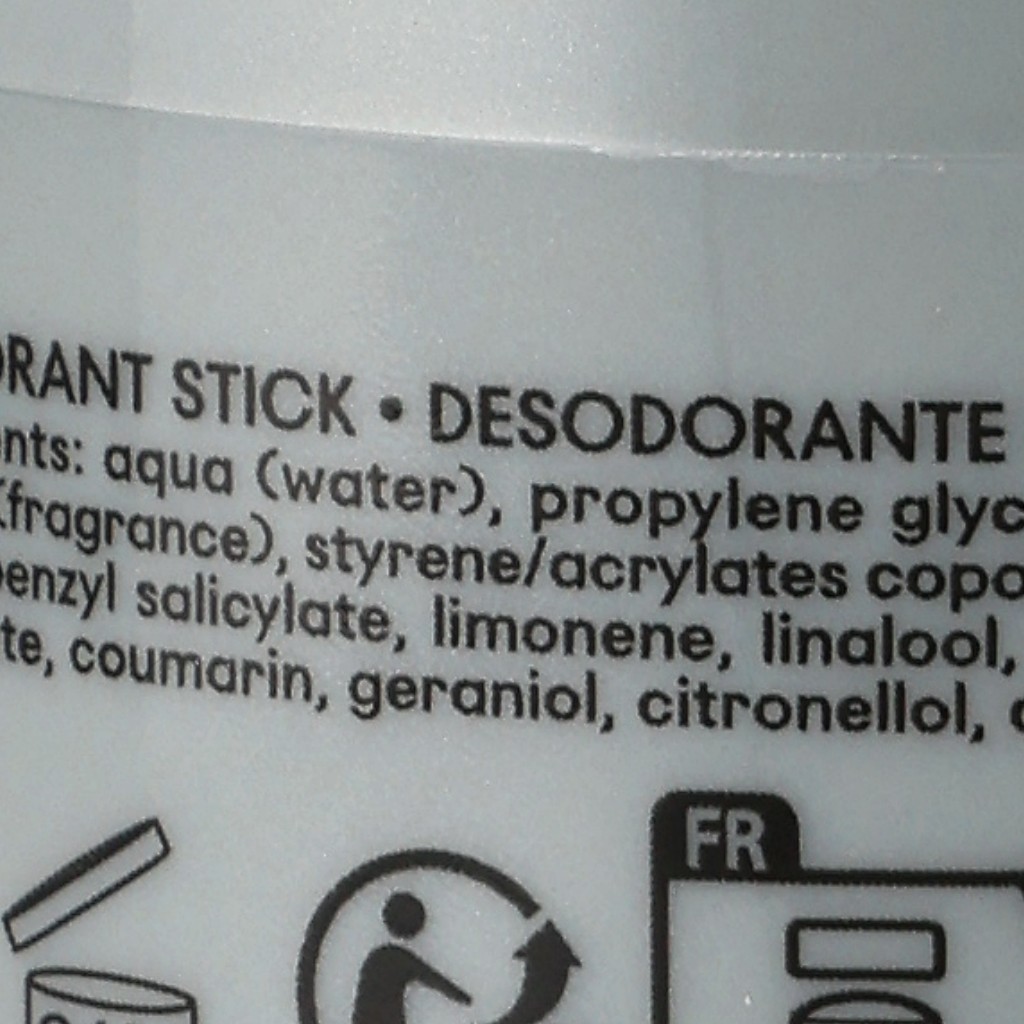 ORANT STICK • DESODORANTE
nts: aqua (water), propylene glyc
(fragrance), styrene/acrylates copo
benzyl salicylate, limonene, linalool,
te, coumarin, geraniol, citronellol,
FR